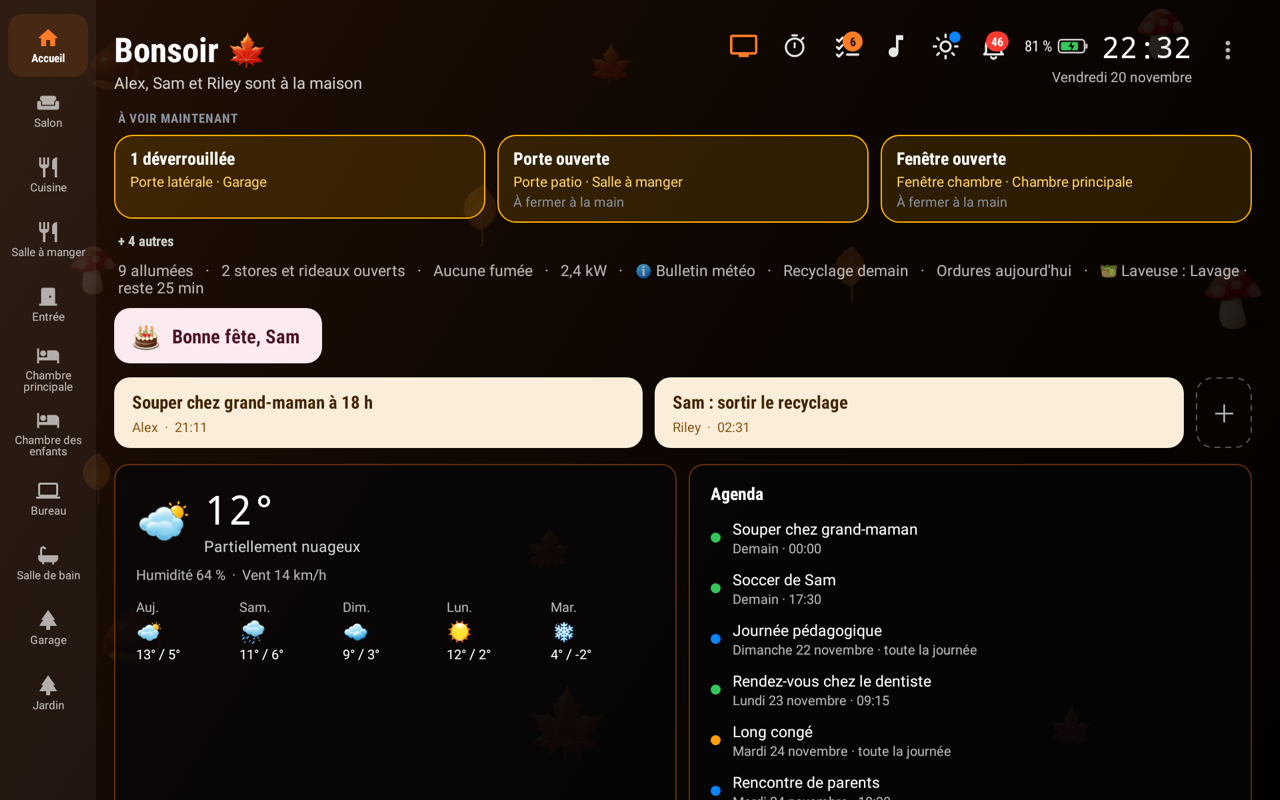 Accueil
Salon
Cuisine
Salle à manger
Entrée
Chambre
principale
Chambre des
enfants
Bureau
Salle de bain
Garage
Jardin
Bonsoir
Alex, Sam et Riley sont à la maison
6
46
81 %
22:32
Vendredi 20 novembre
À VOIR MAINTENANT
1 déverrouillée
Porte latérale · Garage
Porte ouverte
Porte patio · Salle à manger
À fermer à la main
Fenêtre ouverte
Fenêtre chambre · Chambre principale
À fermer à la main
+ 4 autres
9 allumées · 2 stores et rideaux ouverts · Aucune fumée · 2,4 kW · Bulletin météo · Recyclage demain · Ordures aujourd'hui · Laveuse : Lavage ·
reste 25 min
Bonne fête, Sam
Souper chez grand-maman à 18 h
Alex · 21:11
Sam : sortir le recyclage
Riley · 02:31
12°
Partiellement nuageux
Humidité 64 % · Vent 14 km/h
Auj. Sam. Dim. Lun. Mar.
13° / 5° 11° / 6° 9° / 3° 12° / 2° 4° / -2°
Agenda
Souper chez grand-maman
Demain · 00:00
Soccer de Sam
Demain · 17:30
Journée pédagogique
Dimanche 22 novembre · toute la journée
Rendez-vous chez le dentiste
Lundi 23 novembre · 09:15
Long congé
Mardi 24 novembre · toute la journée
Rencontre de parents